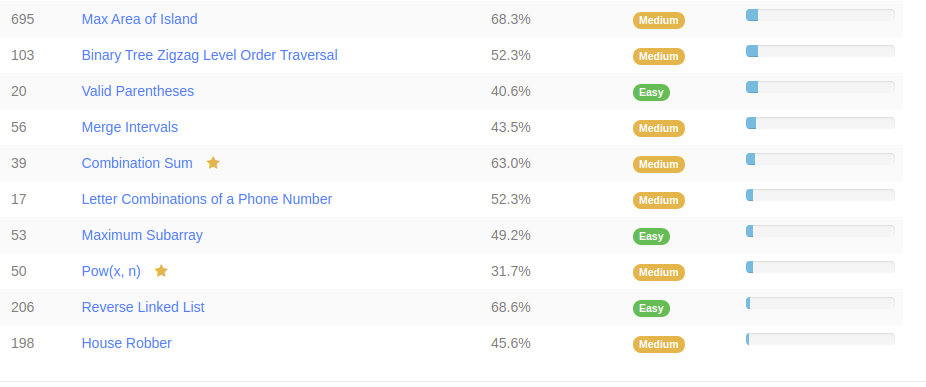 695 Max Area of Island 68.3% Medium
103 Binary Tree Zigzag Level Order Traversal 52.3% Medium
20 Valid Parentheses 40.6% Easy
56 Merge Intervals 43.5% Medium
39 Combination Sum 63.0% Medium
17 Letter Combinations of a Phone Number 52.3% Medium
53 Maximum Subarray 49.2% Easy
50 Pow(x, n) 31.7% Medium
206 Reverse Linked List 68.6% Easy
198 House Robber 45.6% Medium